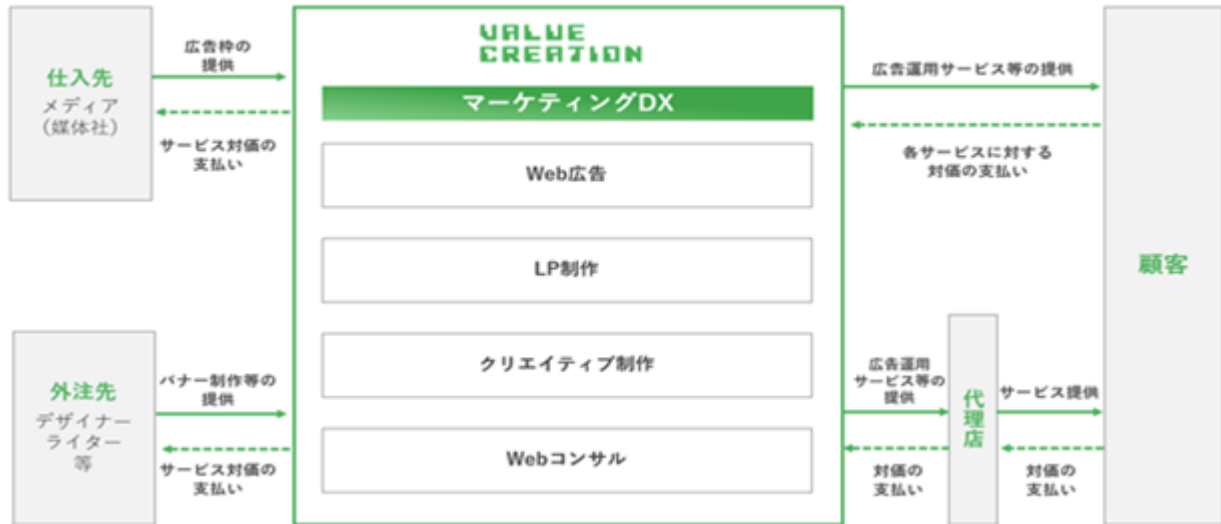 仕入先
メディア
(媒体社)
広告枠の
提供
サービス対価の
支払い
外注先
デザイナー
ライター
等
バナー制作等の
提供
サービス対価の
支払い
VALUE
CREATION
マーケティングDX
Web広告
LP制作
クリエイティブ制作
Webコンサル
広告運用サービス等の提供
各サービスに対する
対価の支払い
広告運用
サービス等の
提供
対価の
支払い
代理店
サービス提供
対価の
支払い
顧客